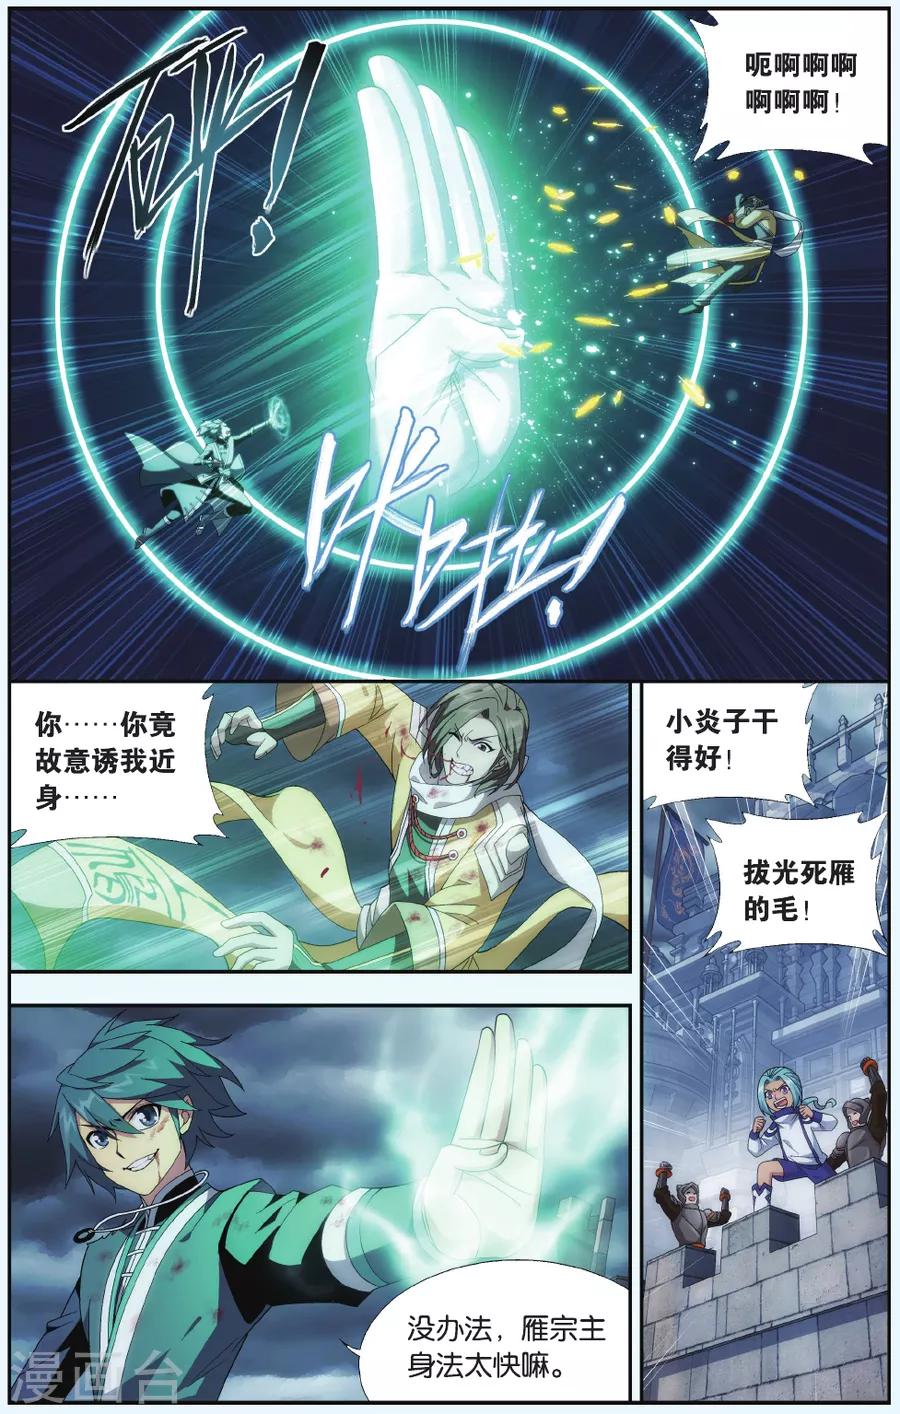 呃啊啊啊
啊啊啊！
砰！
咔啦！
你……你竟
故意诱我近
身……
小炎子干
得好！
拔光死雁
的毛！
没办法，雁宗主
身法太快嘛。
漫画台